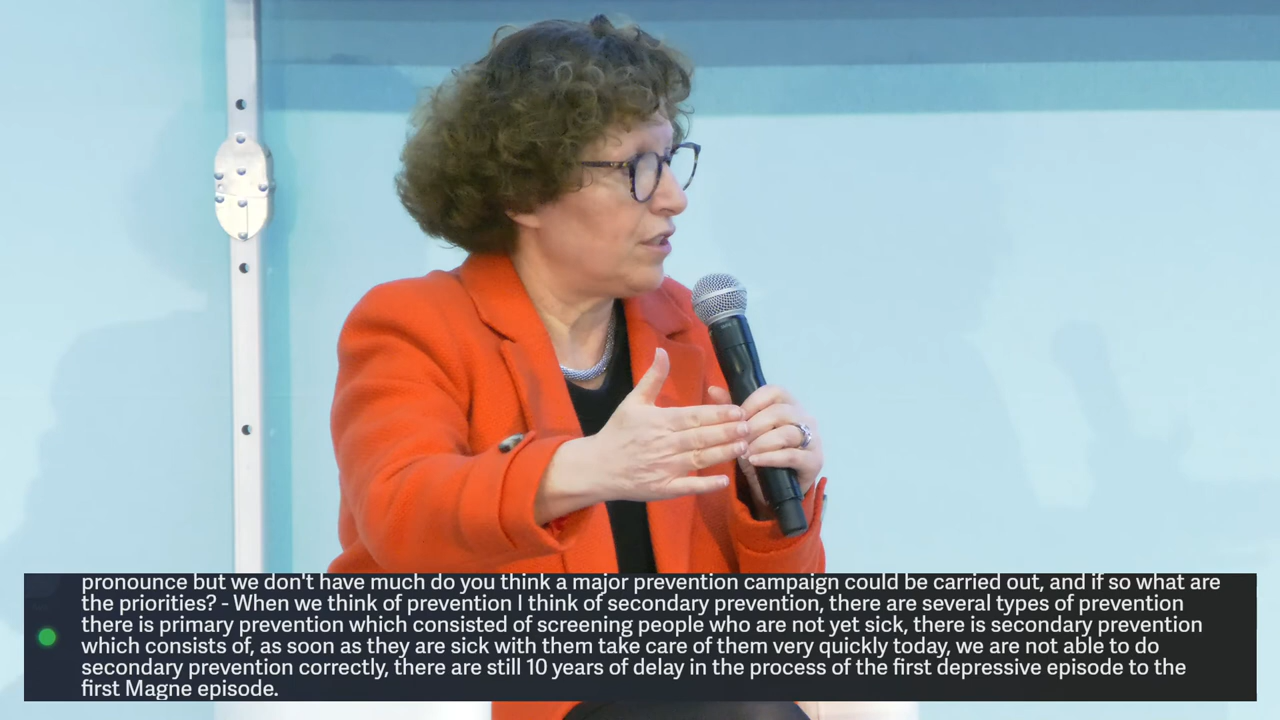 pronounce but we don't have much do you think a major prevention campaign could be carried out, and if so what are
the priorities? - When we think of prevention I think of secondary prevention, there are several types of prevention
there is primary prevention which consisted of screening people who are not yet sick, there is secondary prevention
which consists of, as soon as they are sick with them take care of them very quickly today, we are not able to do
secondary prevention correctly, there are still 10 years of delay in the process of the first depressive episode to the
first Magne episode.